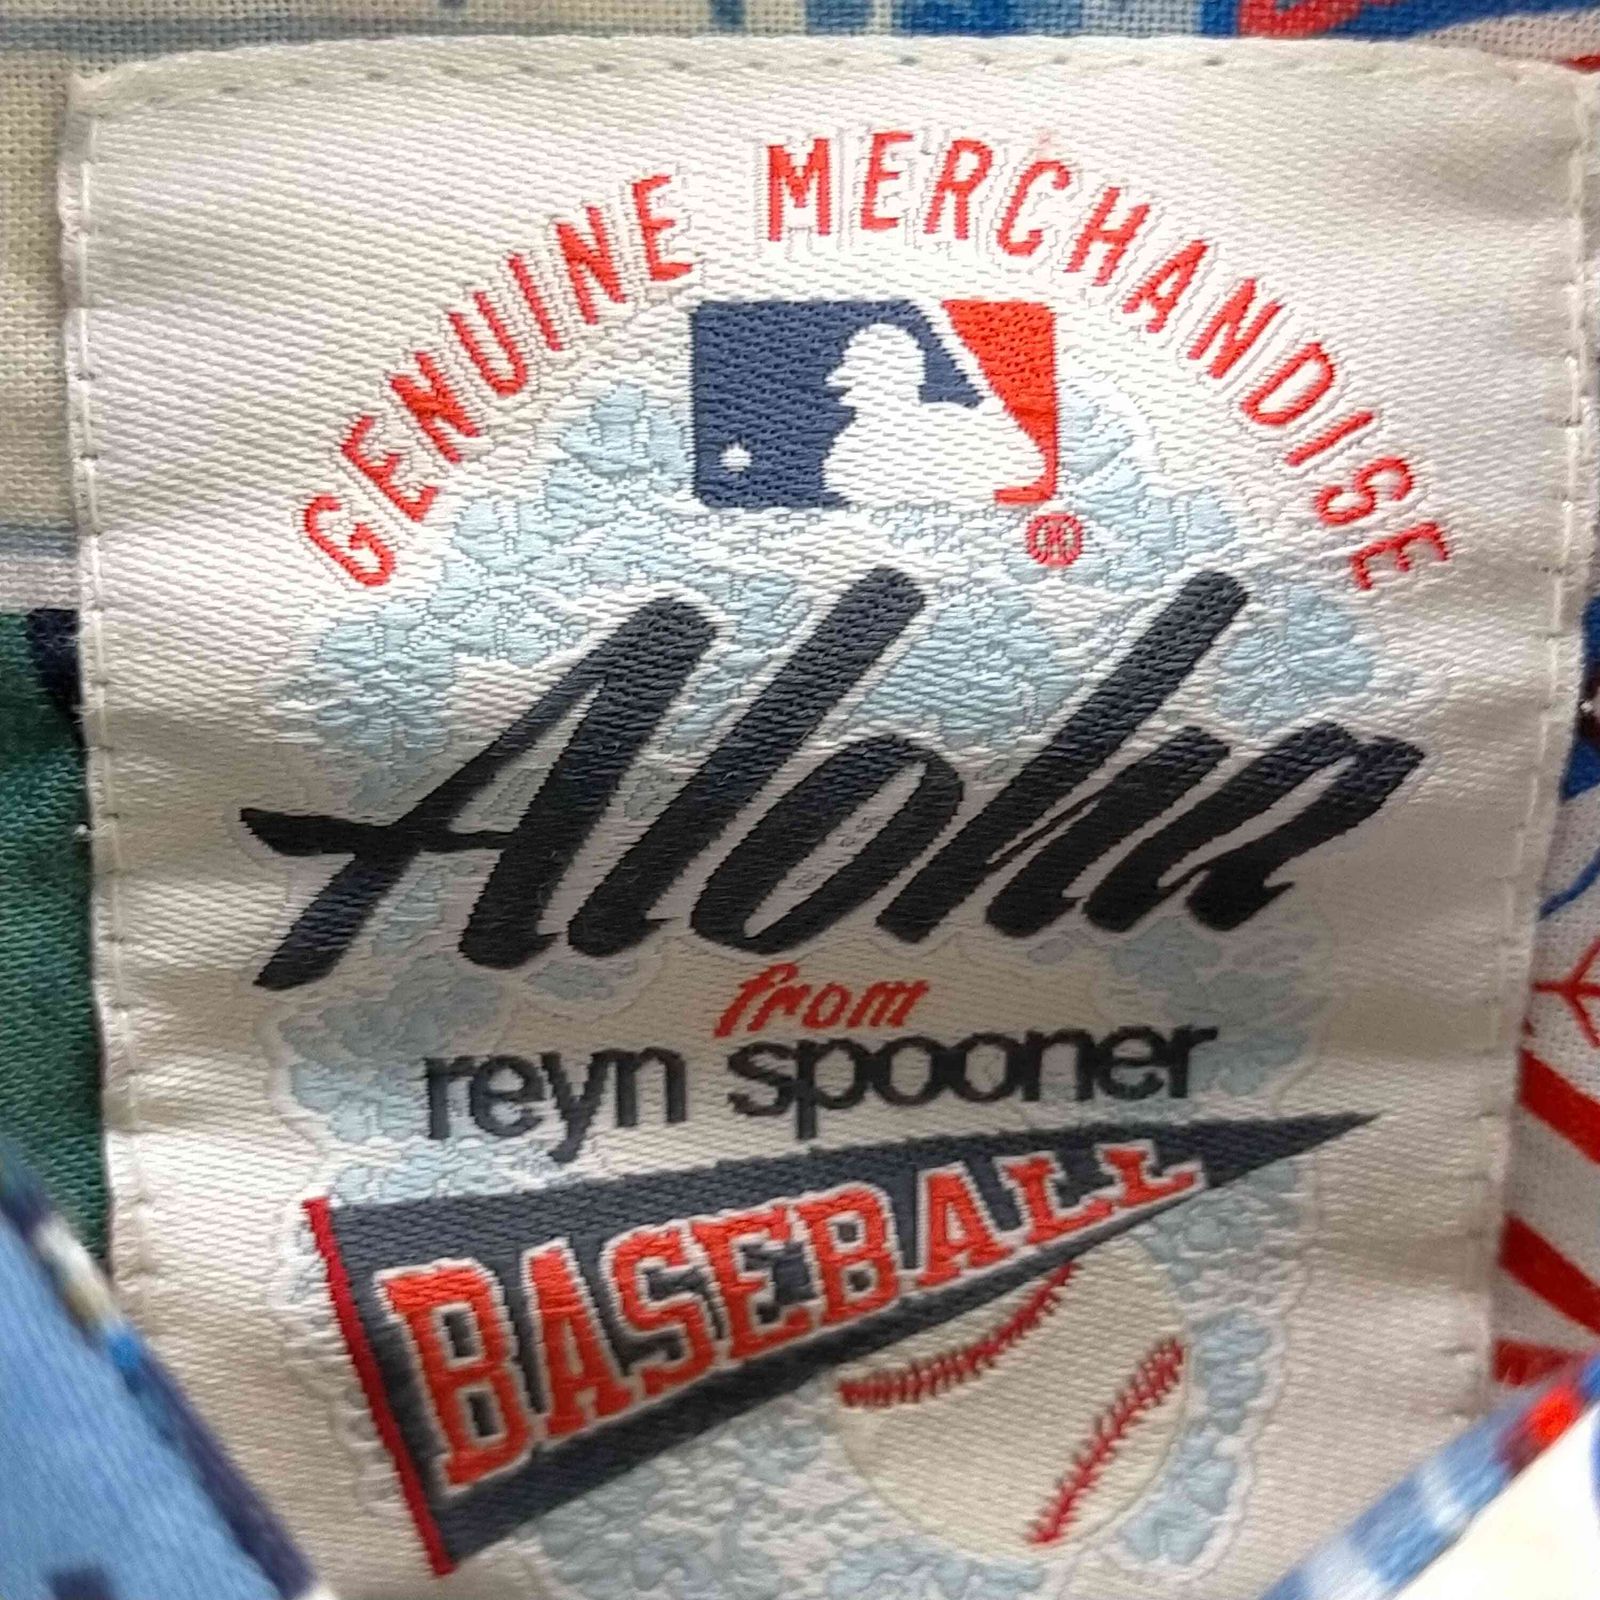 GENUINE MERCHANDISE
®
Aloha
from
reyn spooner
BASEBALL